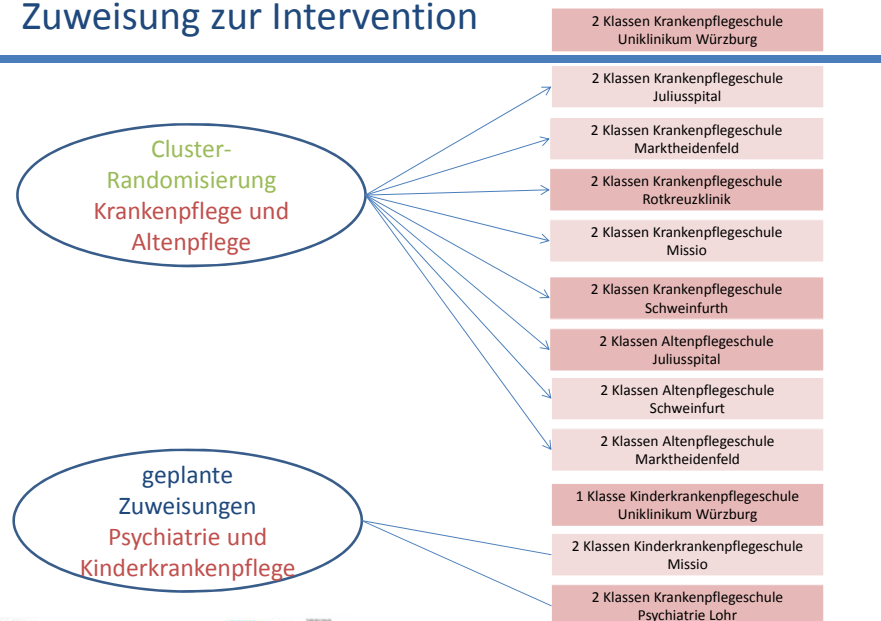 Zuweisung zur Intervention
2 Klassen Krankenpflegeschule
Uniklinikum Würzburg
2 Klassen Krankenpflegeschule
Juliusspital
2 Klassen Krankenpflegeschule
Marktheidenfeld
2 Klassen Krankenpflegeschule
Rotkreuzklinik
2 Klassen Krankenpflegeschule
Missio
2 Klassen Krankenpflegeschule
Schweinfurth
2 Klassen Altenpflegeschule
Juliusspital
2 Klassen Altenpflegeschule
Schweinfurt
2 Klassen Altenpflegeschule
Marktheidenfeld
1 Klasse Kinderkrankenpflegeschule
Uniklinikum Würzburg
2 Klassen Kinderkrankenpflegeschule
Missio
2 Klassen Krankenpflegeschule
Psychiatrie Lohr
Cluster-
Randomisierung
Krankenpflege und
Altenpflege
geplante
Zuweisungen
Psychiatrie und
Kinderkrankenpflege